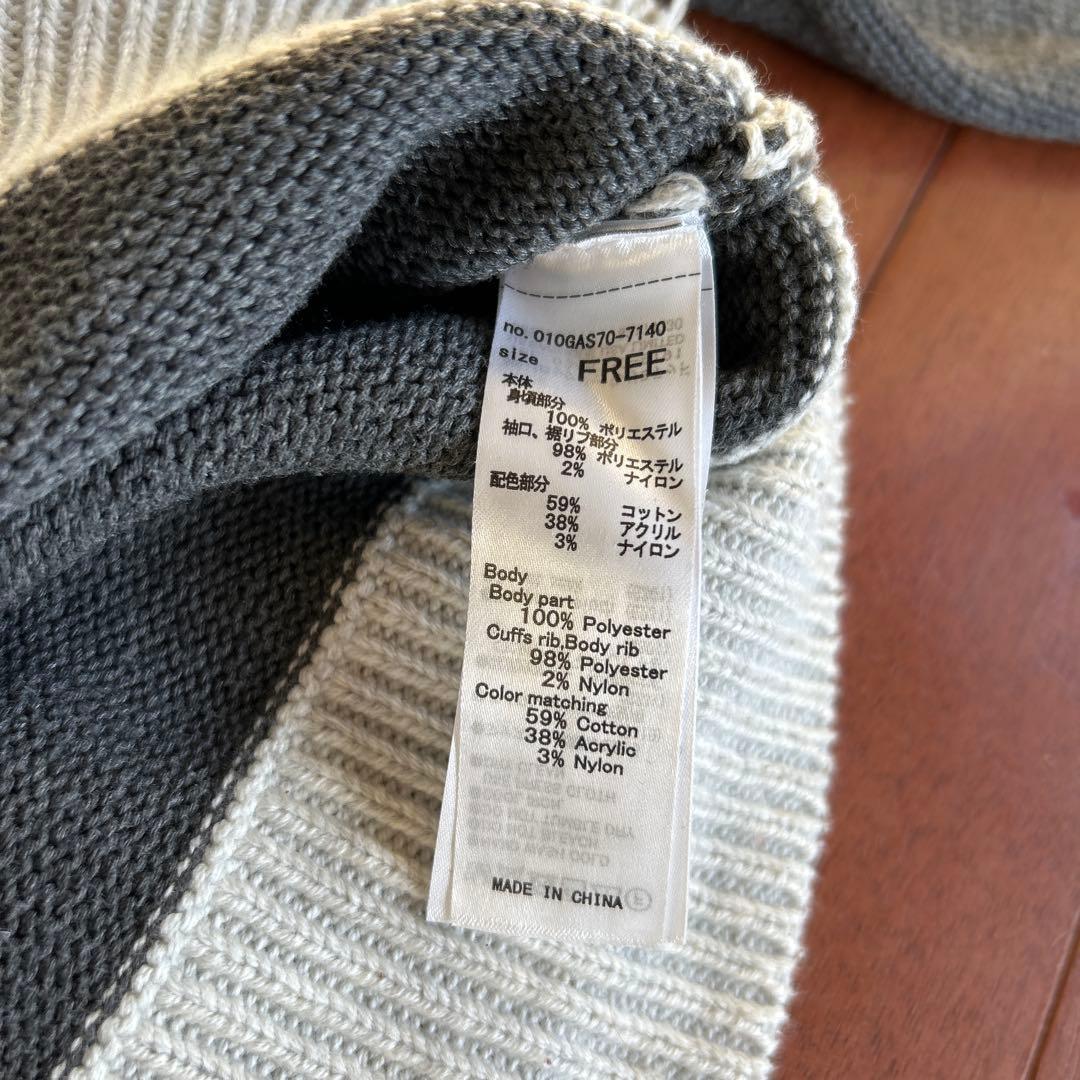 no. 010GAS70-7140
size FREE
本体
身頃部分
100% ポリエステル
袖口、裾リブ部分
98% ポリエステル
2% ナイロン
配色部分
59% コットン
38% アクリル
3% ナイロン
Body
Body part
100% Polyester
Cuffs rib,Body rib
98% Polyester
2% Nylon
Color matching
59% Cotton
38% Acrylic
3% Nylon
MADE IN CHINA